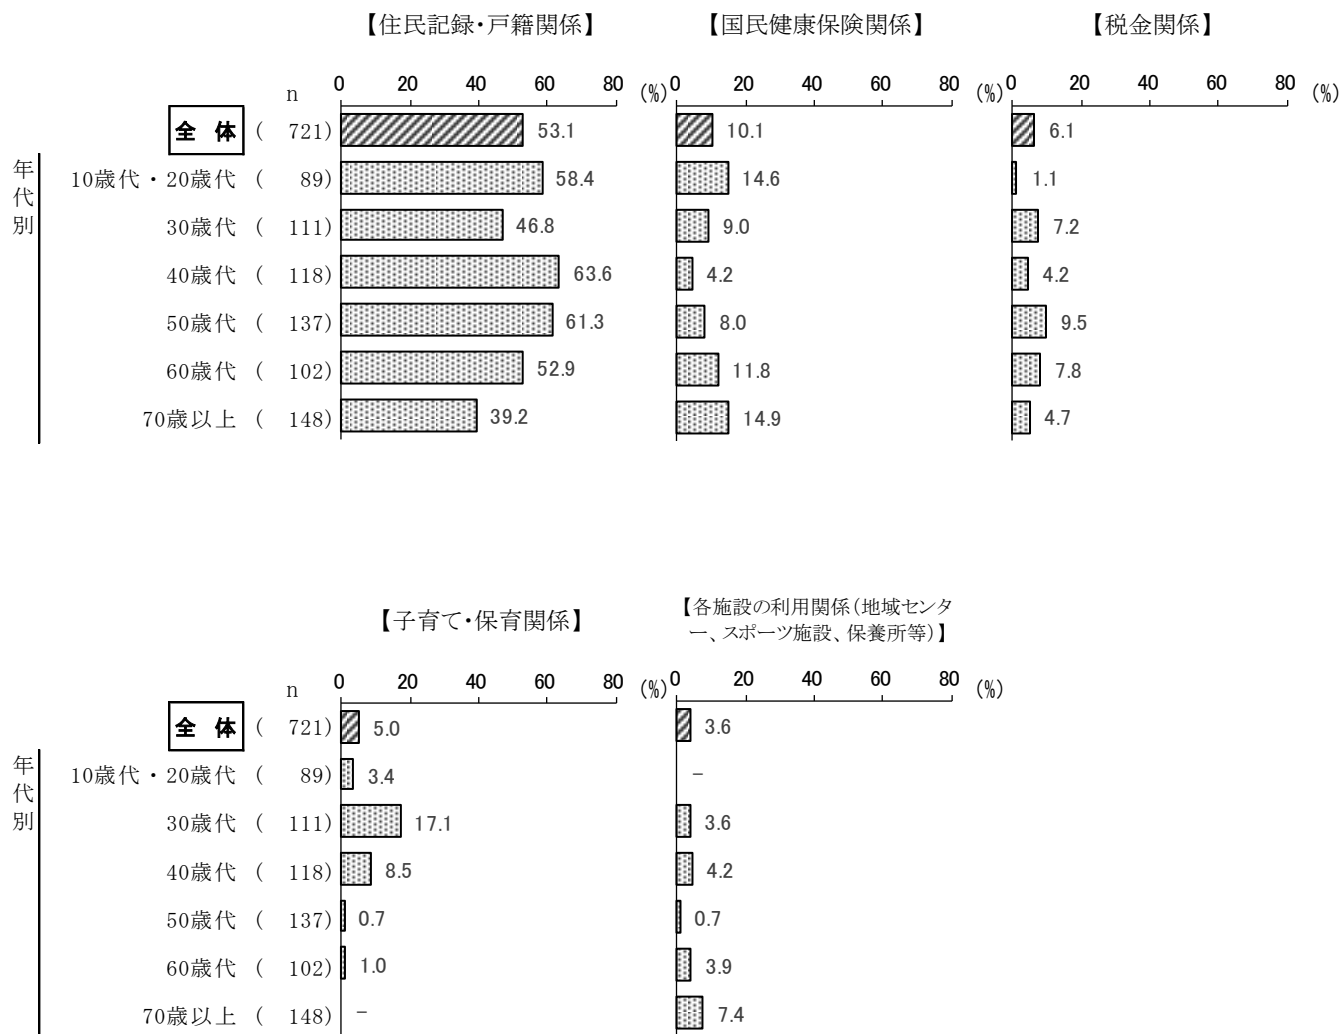 【住民記録・戸籍関係】 【国民健康保険関係】 【税金関係】
n 0 20 40 60 80 (%) 0 20 40 60 80 (%) 0 20 40 60 80 (%)
全 体 ( 721) 53.1 10.1 6.1
年代別
10歳代・20歳代 ( 89) 58.4 14.6 1.1
30歳代 ( 111) 46.8 9.0 7.2
40歳代 ( 118) 63.6 4.2 4.2
50歳代 ( 137) 61.3 8.0 9.5
60歳代 ( 102) 52.9 11.8 7.8
70歳以上 ( 148) 39.2 14.9 4.7
【子育て・保育関係】 【各施設の利用関係(地域センタ
ー、スポーツ施設、保養所等)】
n 0 20 40 60 80 (%) 0 20 40 60 80 (%)
全 体 ( 721) 5.0 3.6
年代別
10歳代・20歳代 ( 89) 3.4 -
30歳代 ( 111) 17.1 3.6
40歳代 ( 118) 8.5 4.2
50歳代 ( 137) 0.7 0.7
60歳代 ( 102) 1.0 3.9
70歳以上 ( 148) - 7.4